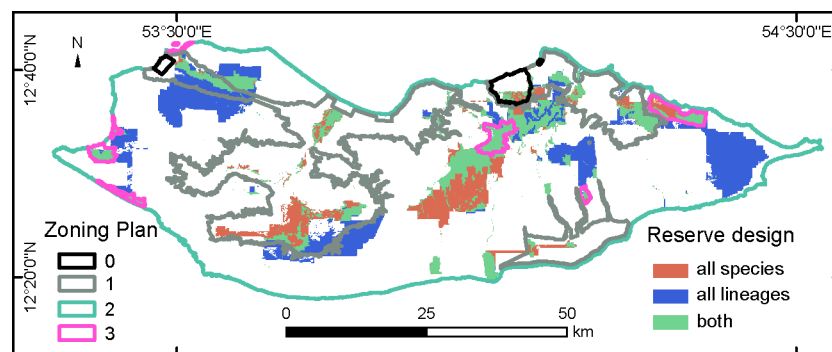 53°30'0"E 54°30'0"E
N
12°40'0"N
12°20'0"N
Zoning Plan
0
1
2
3
Reserve design
all species
all lineages
both
0 25 50
km